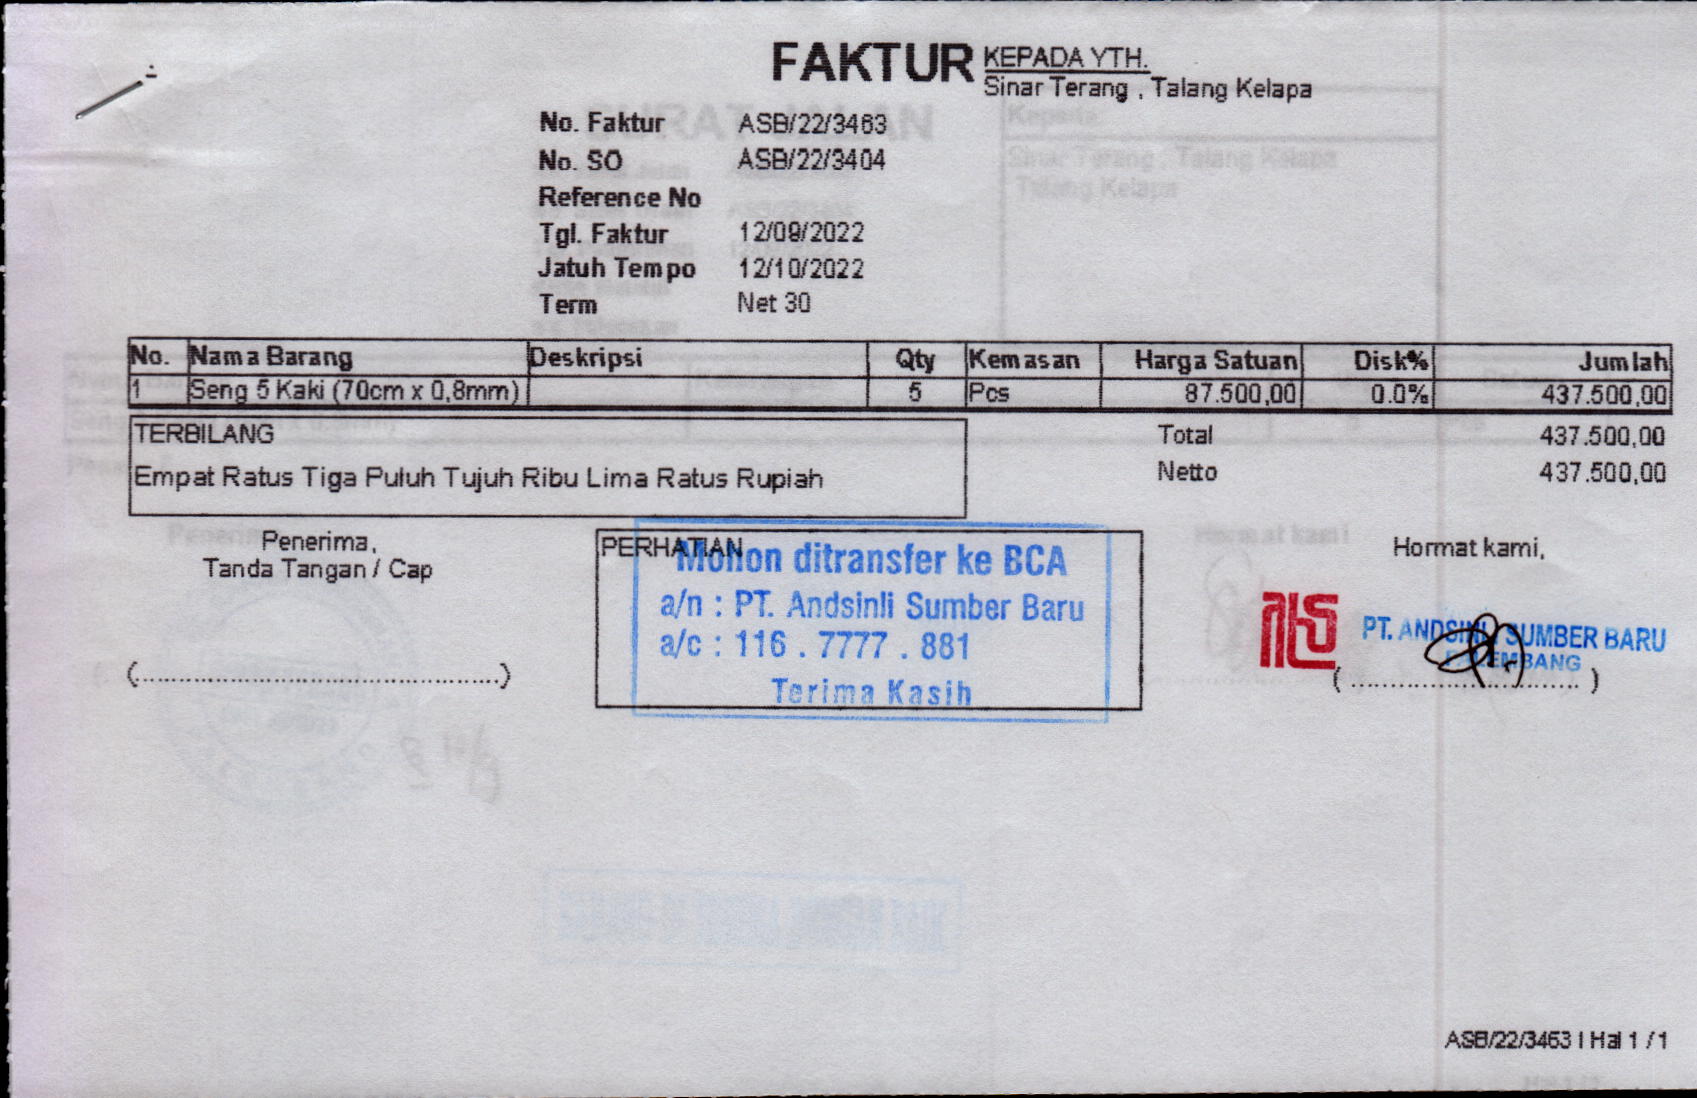 FAKTUR
KEPADA YTH.
Sinar Terang , Talang Kelapa
No. Faktur ASB/22/3463
No. SO ASB/22/3404
Reference No
Tgl. Faktur 12/09/2022
Jatuh Tempo 12/10/2022
Term Net 30
No. Nama Barang Deskripsi Qty Kemasan Harga Satuan Disk% Jumlah
1 Seng 5 Kaki (70cm x 0,8mm) 5 Pcs 87.500,00 0.0% 437.500,00
TERBILANG
Empat Ratus Tiga Puluh Tujuh Ribu Lima Ratus Rupiah
Total 437.500,00
Netto 437.500,00
Penerima,
Tanda Tangan / Cap
(..........................................)
PERHATIAN
Mohon ditransfer ke BCA
a/n : PT. Andsinli Sumber Baru
a/c : 116 . 7777 . 881
Terima Kasih
Hormat kami,
PT. ANDSINLI SUMBER BARU
PALEMBANG
(..........................................)
ASB/22/3463 | Hal 1 / 1